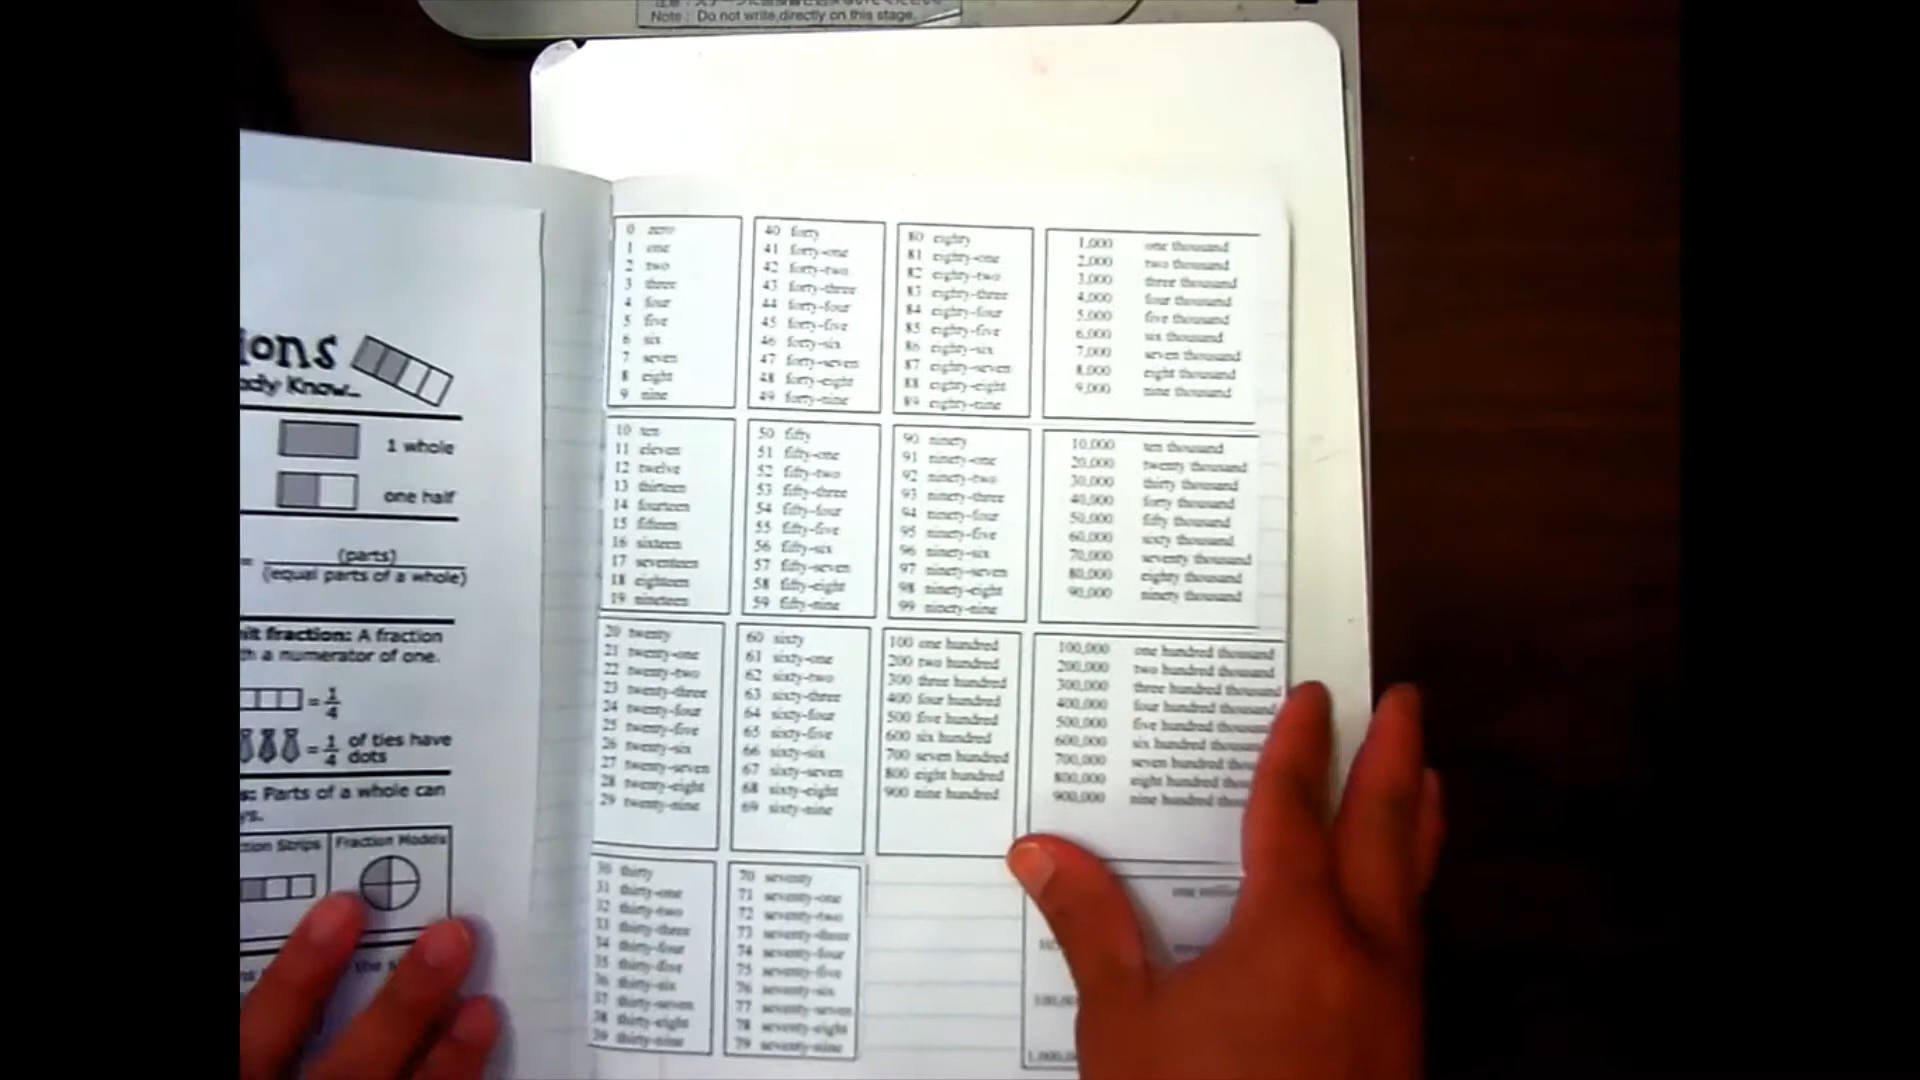 Note : Do not write directly on this stage.
ions
ady Know...
1 whole
one half
= (parts)
(equal parts of a whole)
nit fraction: A fraction
th a numerator of one.
= 1/4
= 1/4 of ties have
dots
s: Parts of a whole can
ys.
ction Strips Fraction Models
0 zero
1 one
2 two
3 three
4 four
5 five
6 six
7 seven
8 eight
9 nine
10 ten
11 eleven
12 twelve
13 thirteen
14 fourteen
15 fifteen
16 sixteen
17 seventeen
18 eighteen
19 nineteen
20 twenty
21 twenty-one
22 twenty-two
23 twenty-three
24 twenty-four
25 twenty-five
26 twenty-six
27 twenty-seven
28 twenty-eight
29 twenty-nine
30 thirty
31 thirty-one
32 thirty-two
33 thirty-three
34 thirty-four
35 thirty-five
36 thirty-six
37 thirty-seven
38 thirty-eight
39 thirty-nine
40 forty
41 forty-one
42 forty-two
43 forty-three
44 forty-four
45 forty-five
46 forty-six
47 forty-seven
48 forty-eight
49 forty-nine
50 fifty
51 fifty-one
52 fifty-two
53 fifty-three
54 fifty-four
55 fifty-five
56 fifty-six
57 fifty-seven
58 fifty-eight
59 fifty-nine
60 sixty
61 sixty-one
62 sixty-two
63 sixty-three
64 sixty-four
65 sixty-five
66 sixty-six
67 sixty-seven
68 sixty-eight
69 sixty-nine
70 seventy
71 seventy-one
72 seventy-two
73 seventy-three
74 seventy-four
75 seventy-five
76 seventy-six
77 seventy-seven
78 seventy-eight
79 seventy-nine
80 eighty
81 eighty-one
82 eighty-two
83 eighty-three
84 eighty-four
85 eighty-five
86 eighty-six
87 eighty-seven
88 eighty-eight
89 eighty-nine
90 ninety
91 ninety-one
92 ninety-two
93 ninety-three
94 ninety-four
95 ninety-five
96 ninety-six
97 ninety-seven
98 ninety-eight
99 ninety-nine
100 one hundred
200 two hundred
300 three hundred
400 four hundred
500 five hundred
600 six hundred
700 seven hundred
800 eight hundred
900 nine hundred
1,000 one thousand
2,000 two thousand
3,000 three thousand
4,000 four thousand
5,000 five thousand
6,000 six thousand
7,000 seven thousand
8,000 eight thousand
9,000 nine thousand
10,000 ten thousand
20,000 twenty thousand
30,000 thirty thousand
40,000 forty thousand
50,000 fifty thousand
60,000 sixty thousand
70,000 seventy thousand
80,000 eighty thousand
90,000 ninety thousand
100,000 one hundred thousand
200,000 two hundred thousand
300,000 three hundred thousand
400,000 four hundred thousand
500,000 five hundred thousand
600,000 six hundred thousan
700,000 seven hundred thou
800,000 eight hundred thou
900,000 nine hundred thou
one million